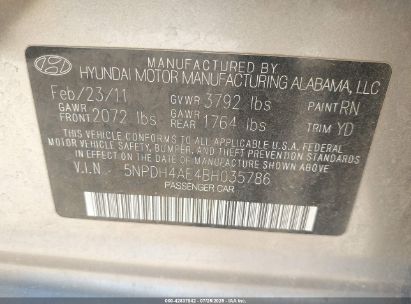 MANUFACTURED BY
HYUNDAI MOTOR MANUFACTURING ALABAMA, LLC
Feb/23/11 GVWR 3792 lbs PAINT RN
GAWR FRONT 2072 lbs GAWR REAR 1764 lbs TRIM YD
THIS VEHICLE CONFORMS TO ALL APPLICABLE U.S.A FEDERAL
MOTOR VEHICLE SAFETY, BUMPER, AND THEFT PREVENTION
STANDARDS IN EFFECT ON THE DATE OF MANUFACTURE SHOWN ABOVE.
V.I.N. 5NPDH4AE4BH035786
PASSENGER CAR